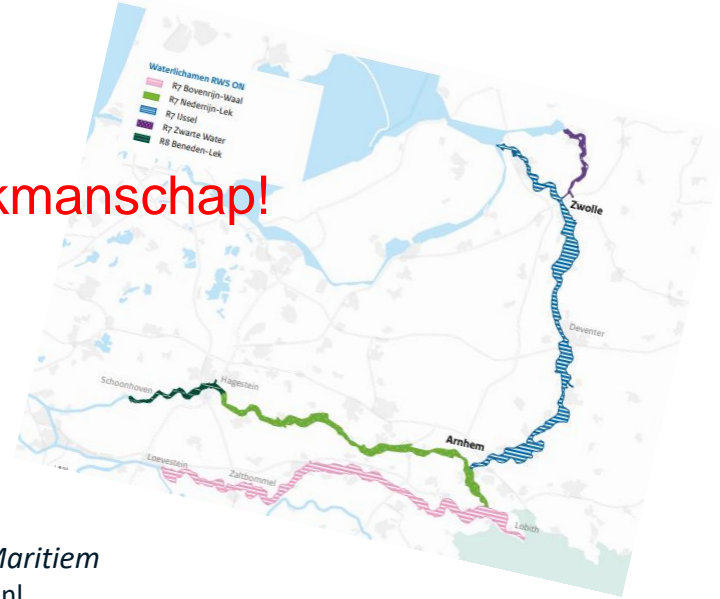 Waterlichamen RWS ON
R7 Bovenrijn-Waal
R7 Nederrijn-Lek
R7 IJssel
R7 Zwarte Water
R8 Beneden-Lek
kmanschap!
Zwolle
Deventer
Schoonhoven
Hagestein
Arnhem
Loevestein
Zaltbommel
Lobith
Maritiem
nl